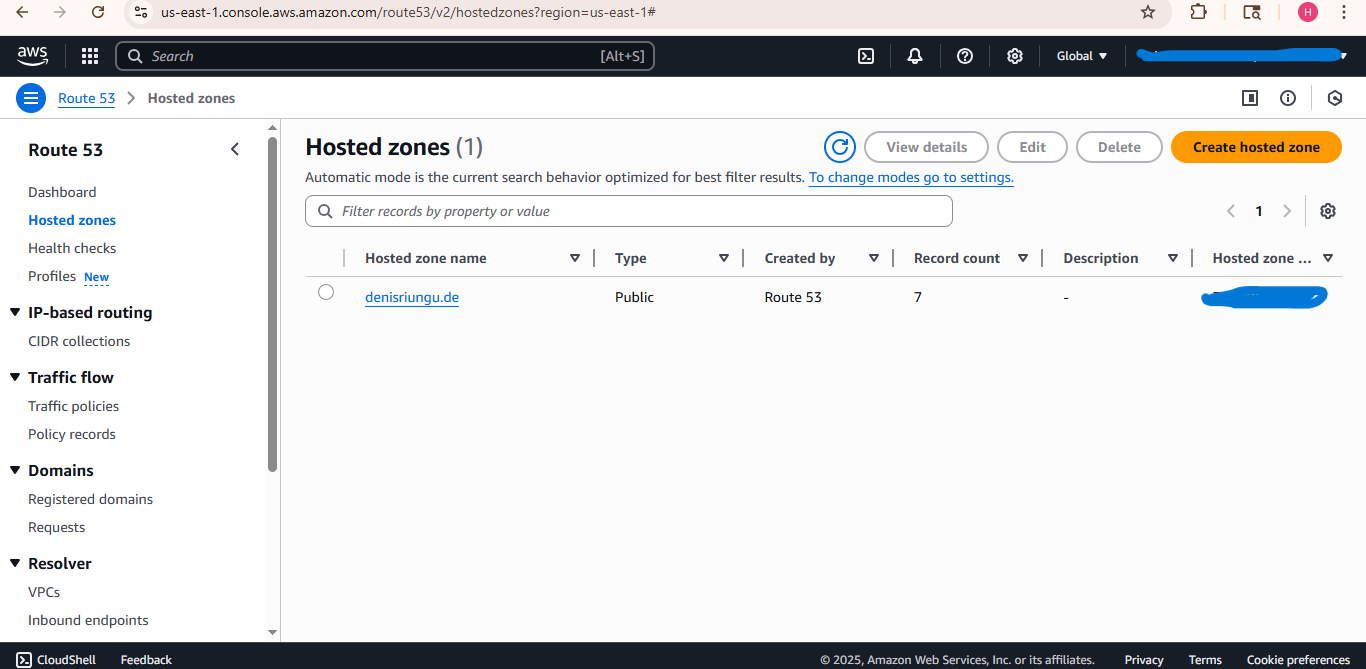 us-east-1.console.aws.amazon.com/route53/v2/hostedzones?region=us-east-1#
H
aws
Search
[Alt+S]
Global
Route 53
Hosted zones
Route 53
Dashboard
Hosted zones
Health checks
Profiles New
IP-based routing
CIDR collections
Traffic flow
Traffic policies
Policy records
Domains
Registered domains
Requests
Resolver
VPCs
Inbound endpoints
Hosted zones (1)
View details
Edit
Delete
Create hosted zone
Automatic mode is the current search behavior optimized for best filter results. To change modes go to settings.
Filter records by property or value
1
Hosted zone name Type Created by Record count Description Hosted zone ...
denisriungu.de Public Route 53 7 -
CloudShell Feedback © 2025, Amazon Web Services, Inc. or its affiliates. Privacy Terms Cookie preferences